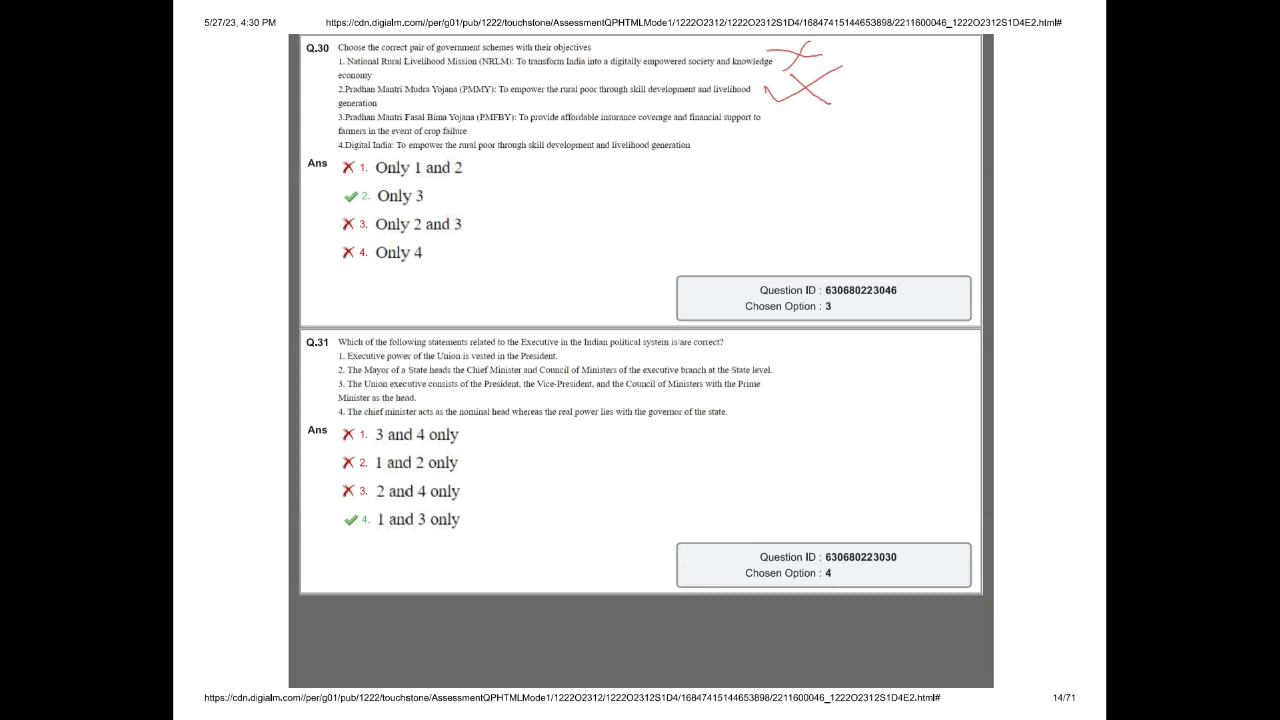 5/27/23, 4:30 PM
https://cdn.digialm.com//per/g01/pub/1222/touchstone/AssessmentQPHTMLMode1/1222O2312/1222O2312S1D4/16847415144653898/2211600046_1222O2312S1D4E2.html#
Q.30 Choose the correct pair of government schemes with their objectives
1. National Rural Livelihood Mission (NRLM): To transform India into a digitally empowered society and knowledge
economy
2.Pradhan Mantri Mudra Yojana (PMMY): To empower the rural poor through skill development and livelihood
generation
3.Pradhan Mantri Fasal Bima Yojana (PMFBY): To provide affordable insurance coverage and financial support to
farmers in the event of crop failure
4.Digital India: To empower the rural poor through skill development and livelihood generation
Ans 1. Only 1 and 2
2. Only 3
3. Only 2 and 3
4. Only 4
Question ID : 630680223046
Chosen Option : 3
Q.31 Which of the following statements related to the Executive in the Indian political system is/are correct?
1. Executive power of the Union is vested in the President.
2. The Mayor of a State heads the Chief Minister and Council of Ministers of the executive branch at the State level.
3. The Union executive consists of the President, the Vice-President, and the Council of Ministers with the Prime
Minister as the head.
4. The chief minister acts as the nominal head whereas the real power lies with the governor of the state.
Ans 1. 3 and 4 only
2. 1 and 2 only
3. 2 and 4 only
4. 1 and 3 only
Question ID : 630680223030
Chosen Option : 4
https://cdn.digialm.com//per/g01/pub/1222/touchstone/AssessmentQPHTMLMode1/1222O2312/1222O2312S1D4/16847415144653898/2211600046_1222O2312S1D4E2.html#
14/71